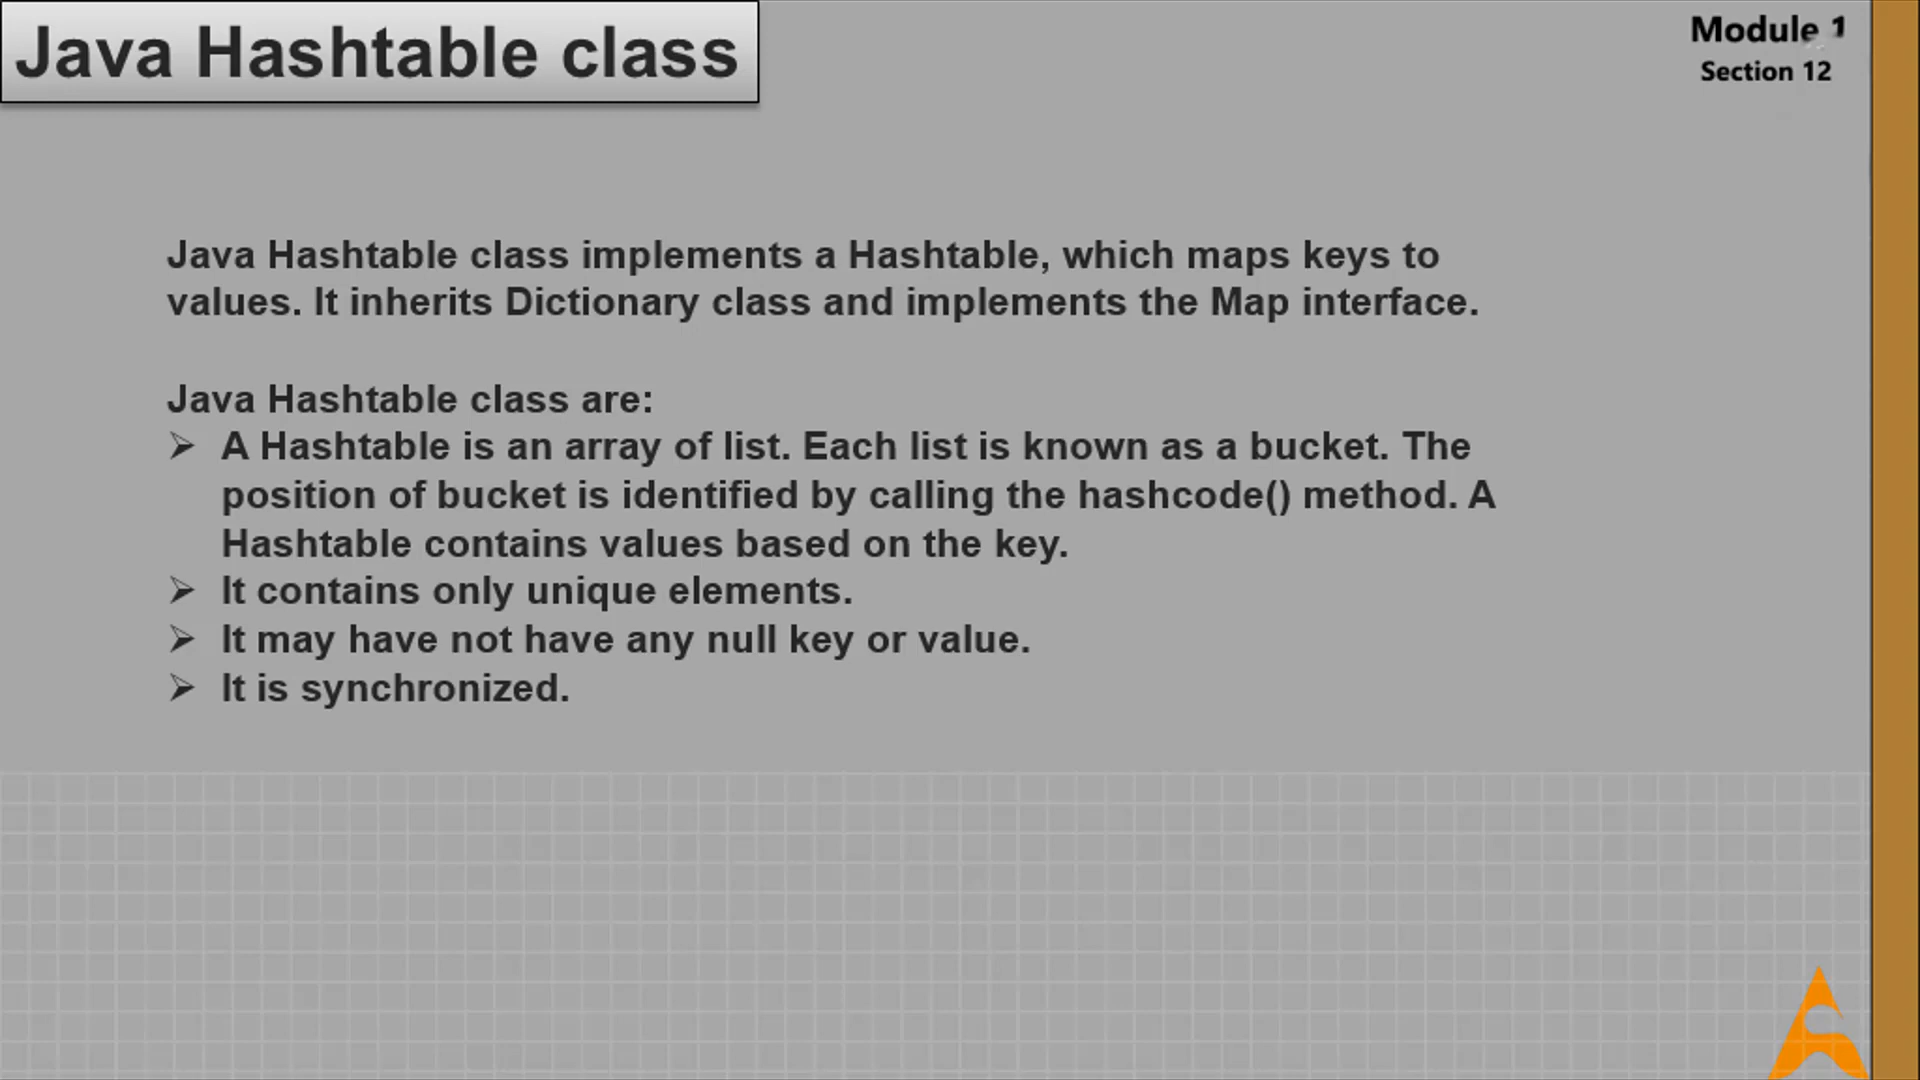 Java Hashtable class
Module 1
Section 12
Java Hashtable class implements a Hashtable, which maps keys to
values. It inherits Dictionary class and implements the Map interface.
Java Hashtable class are:
➢ A Hashtable is an array of list. Each list is known as a bucket. The
position of bucket is identified by calling the hashcode() method. A
Hashtable contains values based on the key.
➢ It contains only unique elements.
➢ It may have not have any null key or value.
➢ It is synchronized.